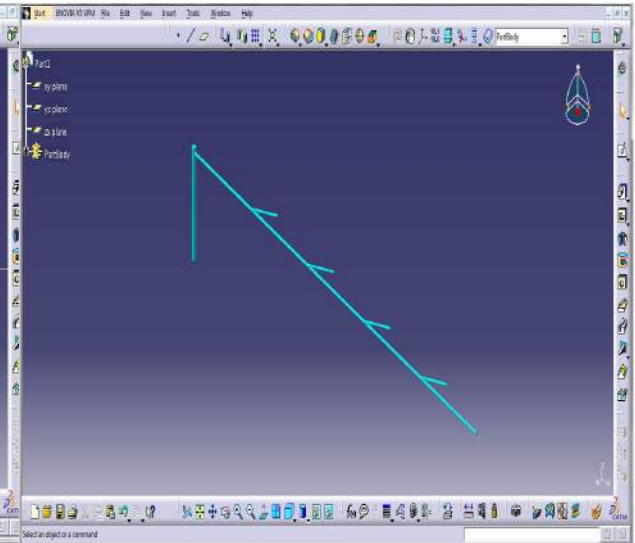 Start ENOVIA V5 VPM File Edit View Insert Tools Window Help
PartBody
Part1
xy plane
yz plane
zx plane
PartBody
Select an object or a command